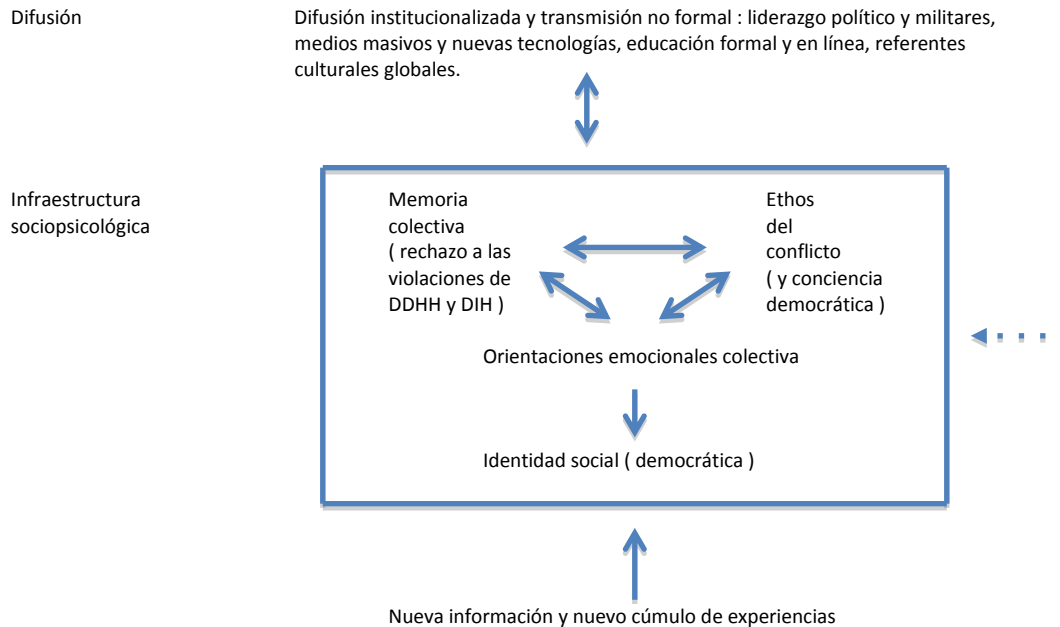 Difusión
Difusión institucionalizada y transmisión no formal : liderazgo político y militares,
medios masivos y nuevas tecnologías, educación formal y en línea, referentes
culturales globales.
Infraestructura
sociopsicológica
Memoria
colectiva
( rechazo a las
violaciones de
DDHH y DIH )
Ethos
del
conflicto
( y conciencia
democrática )
Orientaciones emocionales colectiva
Identidad social ( democrática )
Nueva información y nuevo cúmulo de experiencias